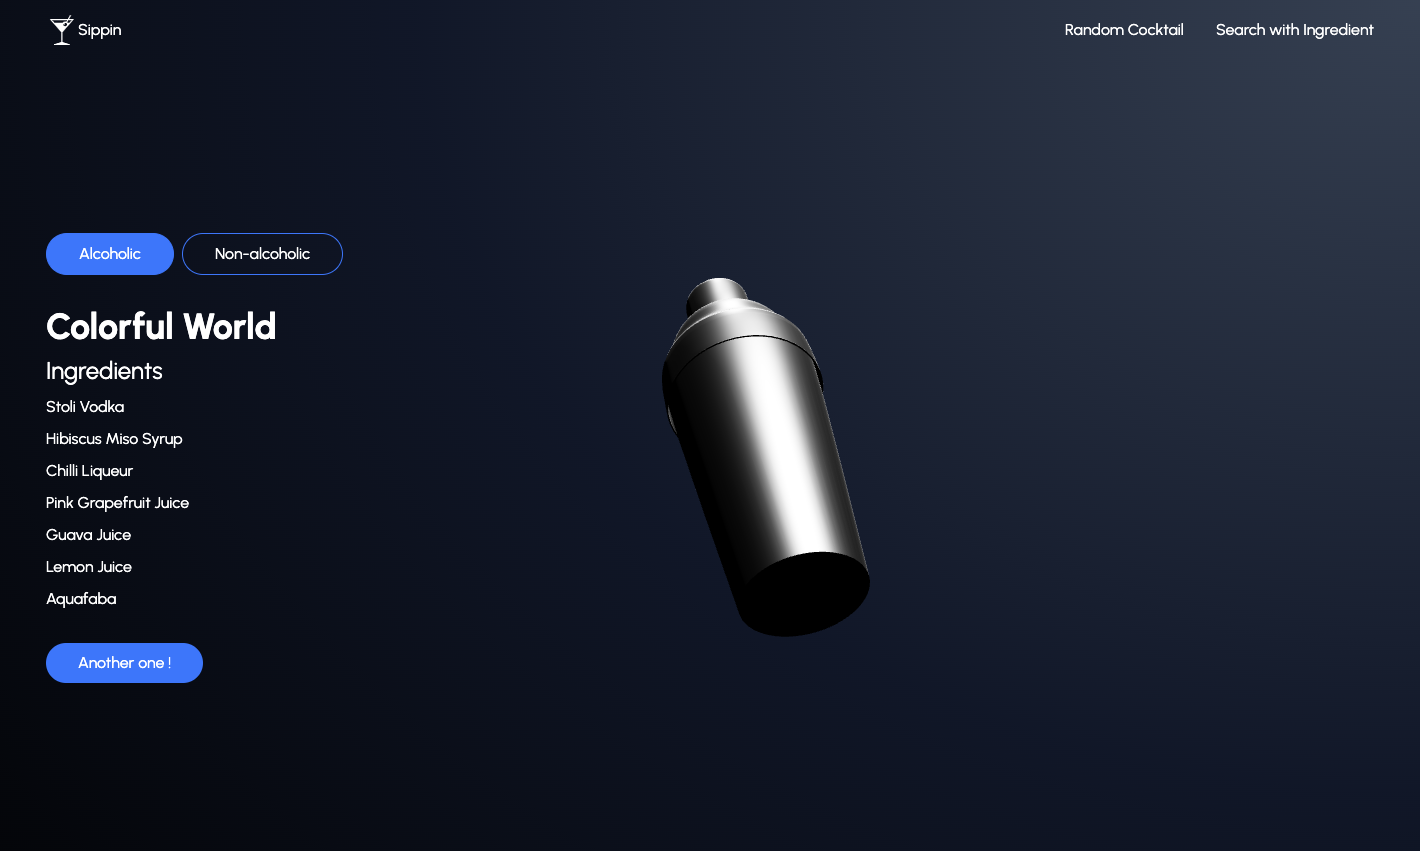 Sippin
Random Cocktail
Search with Ingredient
Alcoholic
Non-alcoholic
Colorful World
Ingredients
Stoli Vodka
Hibiscus Miso Syrup
Chilli Liqueur
Pink Grapefruit Juice
Guava Juice
Lemon Juice
Aquafaba
Another one !